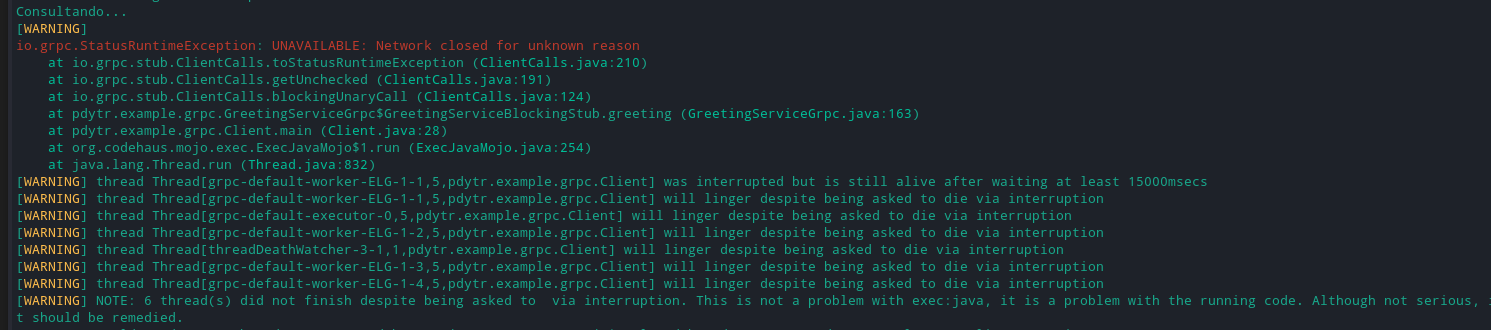 Consultando...
[WARNING]
io.grpc.StatusRuntimeException: UNAVAILABLE: Network closed for unknown reason
    at io.grpc.stub.ClientCalls.toStatusRuntimeException (ClientCalls.java:210)
    at io.grpc.stub.ClientCalls.getUnchecked (ClientCalls.java:191)
    at io.grpc.stub.ClientCalls.blockingUnaryCall (ClientCalls.java:124)
    at pdytr.example.grpc.GreetingServiceGrpc$GreetingServiceBlockingStub.greeting (GreetingServiceGrpc.java:163)
    at pdytr.example.grpc.Client.main (Client.java:28)
    at org.codehaus.mojo.exec.ExecJavaMojo$1.run (ExecJavaMojo.java:254)
    at java.lang.Thread.run (Thread.java:832)
[WARNING] thread Thread[grpc-default-worker-ELG-1-1,5,pdytr.example.grpc.Client] was interrupted but is still alive after waiting at least 15000msecs
[WARNING] thread Thread[grpc-default-worker-ELG-1-1,5,pdytr.example.grpc.Client] will linger despite being asked to die via interruption
[WARNING] thread Thread[grpc-default-executor-0,5,pdytr.example.grpc.Client] will linger despite being asked to die via interruption
[WARNING] thread Thread[grpc-default-worker-ELG-1-2,5,pdytr.example.grpc.Client] will linger despite being asked to die via interruption
[WARNING] thread Thread[threadDeathWatcher-3-1,1,pdytr.example.grpc.Client] will linger despite being asked to die via interruption
[WARNING] thread Thread[grpc-default-worker-ELG-1-3,5,pdytr.example.grpc.Client] will linger despite being asked to die via interruption
[WARNING] thread Thread[grpc-default-worker-ELG-1-4,5,pdytr.example.grpc.Client] will linger despite being asked to die via interruption
[WARNING] NOTE: 6 thread(s) did not finish despite being asked to  via interruption. This is not a problem with exec:java, it is a problem with the running code. Although not serious, i
t should be remedied.